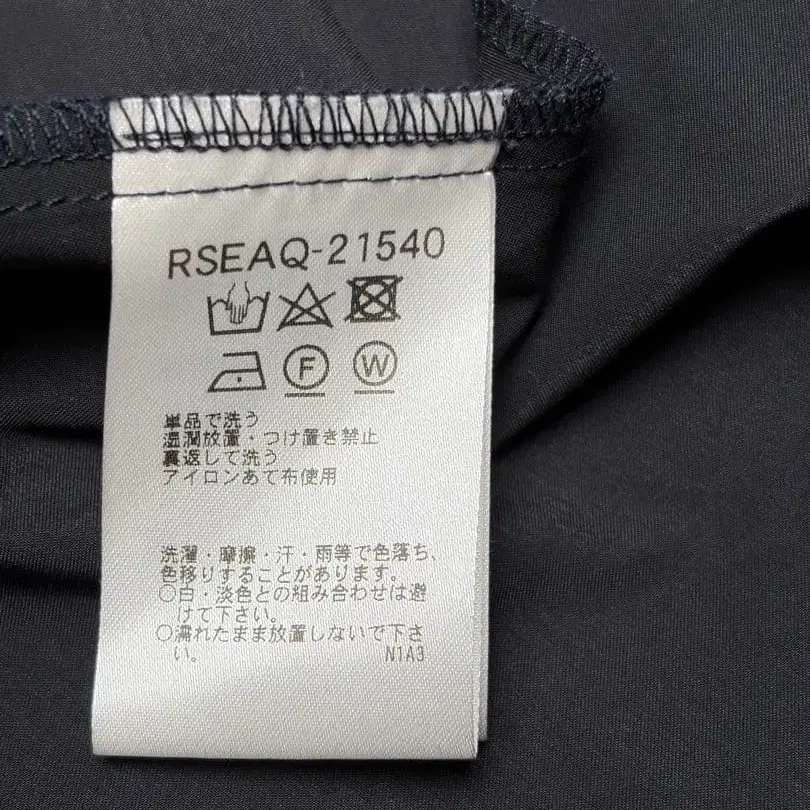 RSEAQ-21540
F W
単品で洗う
湿潤放置・つけ置き禁止
裏返して洗う
アイロンあて布使用
洗濯・摩擦・汗・雨等で色落ち、
色移りすることがあります。
○白・淡色との組み合わせは避
けて下さい。
○濡れたまま放置しないで下さ
い。 N1A3